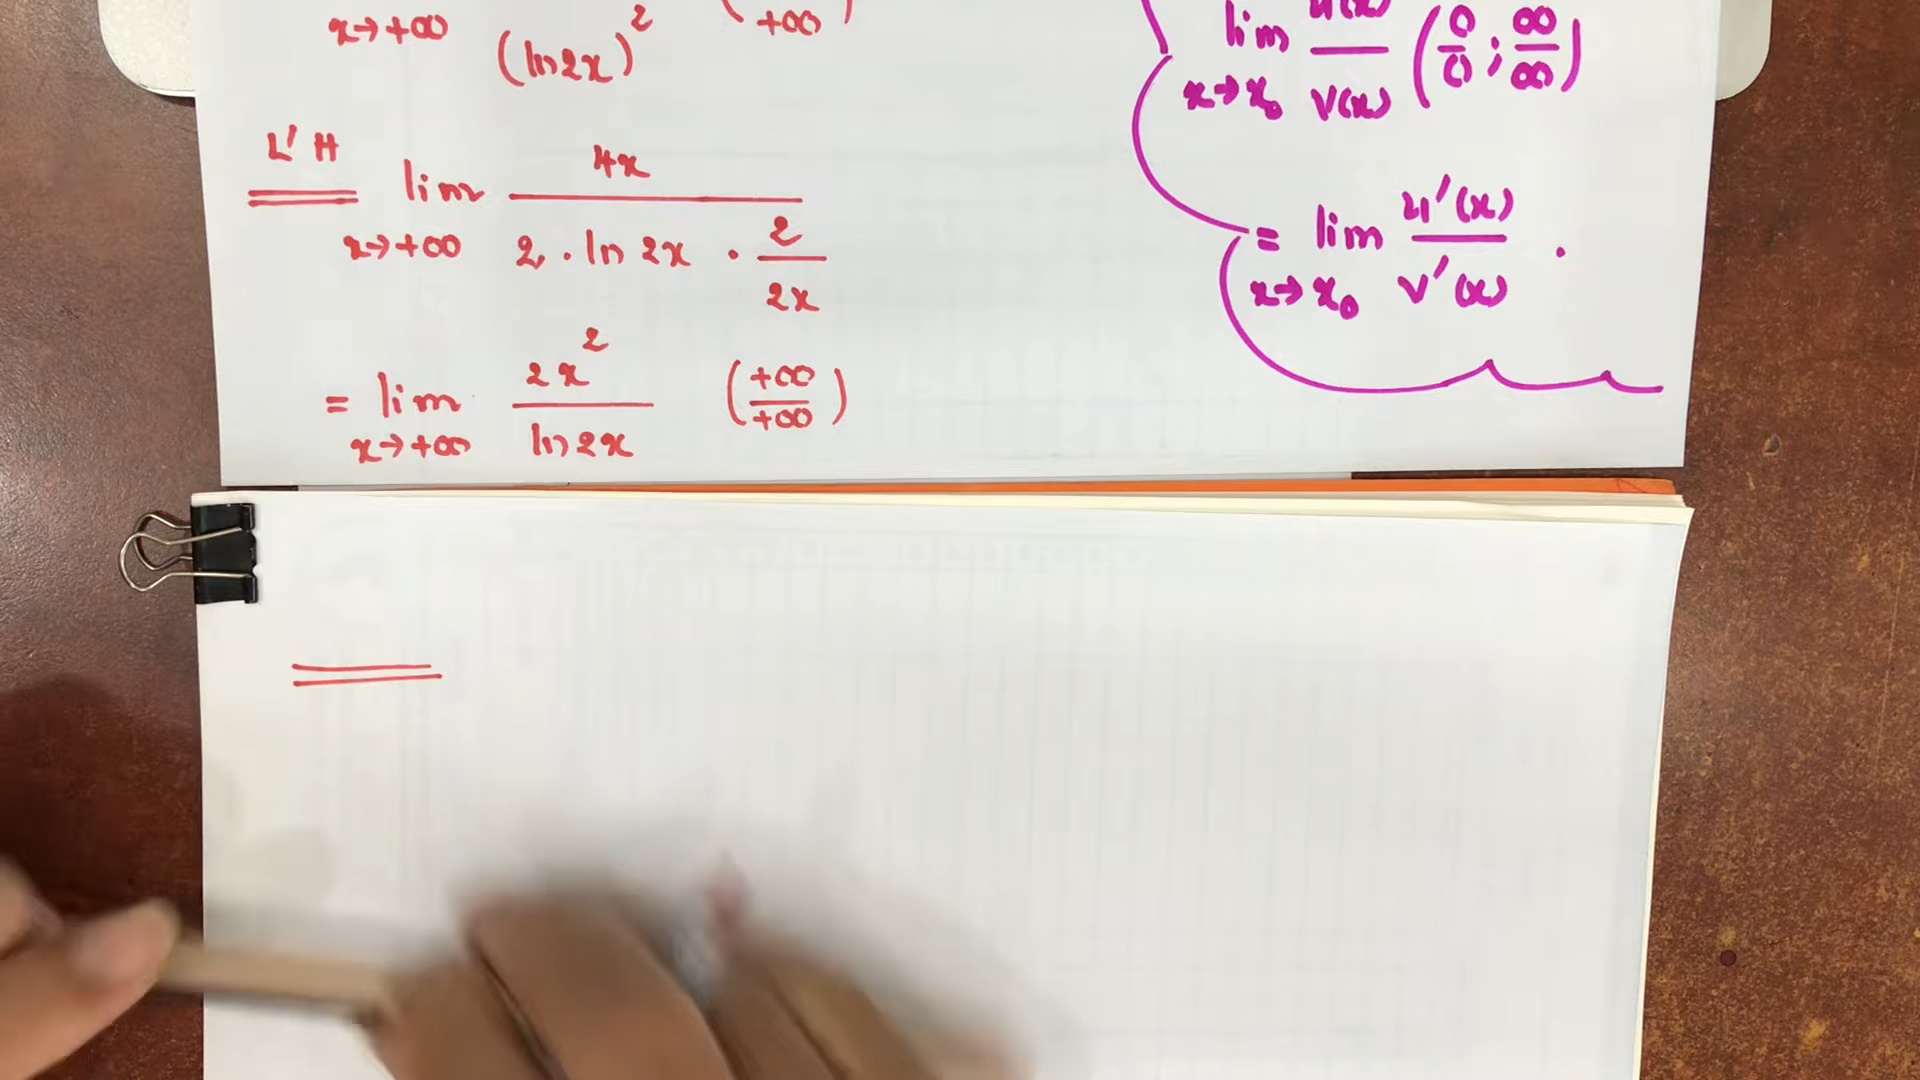 x→+∞ (ln2x)² ( +∞ )
L'H lim x→+∞ 4x / 2 . ln 2x . 2/2x
= lim x→+∞ 2x² / ln 2x (+∞/+∞)
lim x→x₀ u(x)/v(x) (0/0 ; ∞/∞)
= lim x→x₀ u'(x)/v'(x) .